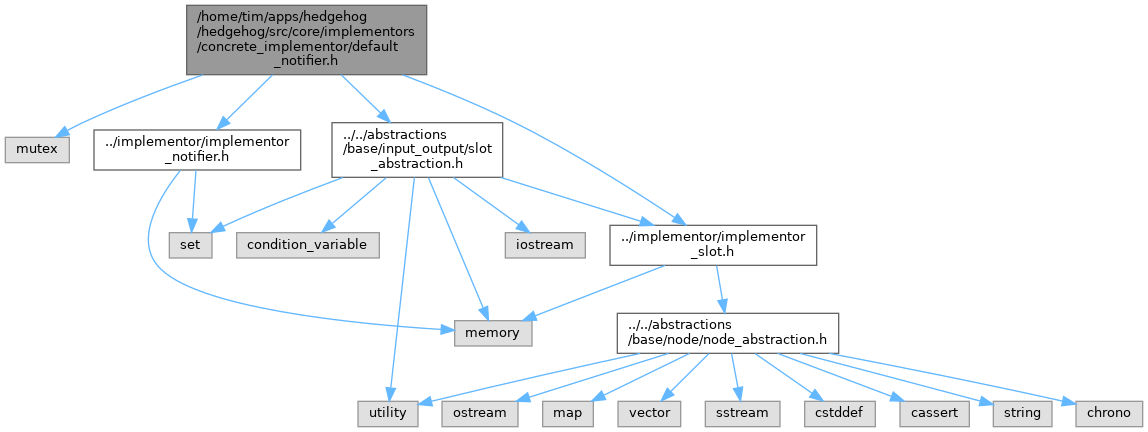 /home/tim/apps/hedgehog
/hedgehog/src/core/implementors
/concrete_implementor/default
_notifier.h
mutex
../implementor/implementor
_notifier.h
../../abstractions
/base/input_output/slot
_abstraction.h
set
condition_variable
iostream
../implementor/implementor
_slot.h
memory
../../abstractions
/base/node/node_abstraction.h
utility
ostream
map
vector
sstream
cstddef
cassert
string
chrono